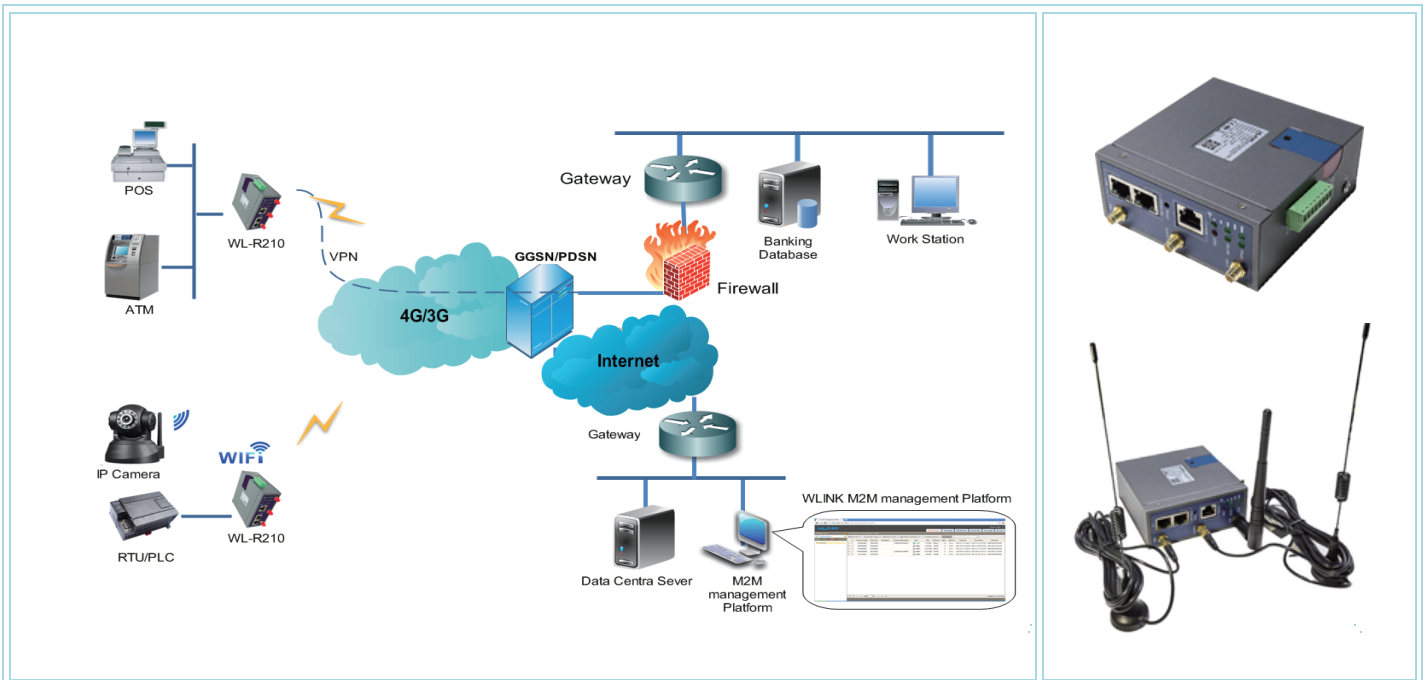 POS
WL-R210
VPN
ATM
4G/3G
GGSN/PDSN
Gateway
Banking
Database
Work Station
Firewall
Internet
Gateway
IP Camera
WIFi
RTU/PLC
WL-R210
Data Centra Sever
M2M
management
Platform
WLINK M2M management Platform